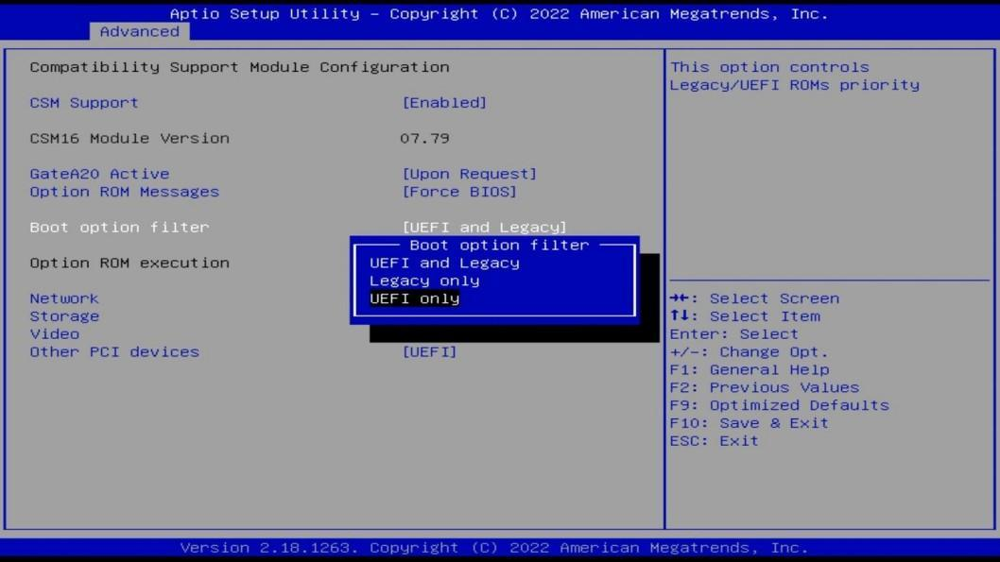 Aptio Setup Utility – Copyright (C) 2022 American Megatrends, Inc.
Advanced
Compatibility Support Module Configuration
CSM Support [Enabled]
CSM16 Module Version 07.79
GateA20 Active [Upon Request]
Option ROM Messages [Force BIOS]
Boot option filter [UEFI and Legacy]
Option ROM execution
Network
Storage
Video
Other PCI devices [UEFI]
Boot option filter
UEFI and Legacy
Legacy only
UEFI only
This option controls
Legacy/UEFI ROMs priority
→←: Select Screen
↑↓: Select Item
Enter: Select
+/–: Change Opt.
F1: General Help
F2: Previous Values
F9: Optimized Defaults
F10: Save & Exit
ESC: Exit
Version 2.18.1263. Copyright (C) 2022 American Megatrends, Inc.